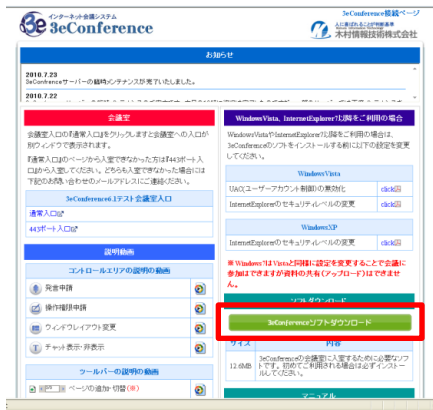 インターネット会議システム
3eConference
3eConference接続ページ
人に喜ばれることが判断基準
木村情報技術株式会社
お知らせ
2010.7.23
3eConferenceサーバーの臨時メンテナンスが完了いたしました。
2010.7.22
会議室
会議室入口の『通常入口』をクリックしますと会議室への入口が
別ウィンドウで表示されます。
『通常入口』のページから入室できなかった方は『443ポート入
口』から入室してください。どちらも入室できなかった場合には
下記のお問い合わせのメールアドレスにご連絡ください。
3eConference6.1テスト会議室入口
通常入口
443ポート入口
説明動画
コントロールエリアの説明の動画
発言申請
操作権限申請
ウィンドウレイアウト変更
チャット表示・非表示
ツールバーの説明の動画
ページの追加・切替(※)
WindowsVista、InternetExplorer7以降をご利用の場合
WindowsVistaやInternetExplorer7以降をご利用の場合は、
3eConferenceのソフトをインストールする前に以下の設定を変更
してください。
WindowsVista
UAC(ユーザーアカウント制御)の無効化 click
InternetExplorerのセキュリティレベルの変更 click
WindowsXP
InternetExplorerのセキュリティレベルの変更 click
※Windows7はVistaと同様に設定を変更することで会議に
参加はできますが資料の共有(アップロード)はできませ
ん。
ソフトダウンロード
3eConferenceソフトダウンロード
サイズ 内容
12.6MB 3eConferenceの会議室に入室するために必要なソフ
トです。初めてご利用される場合は必ずインストー
ルしてください。
マニュアル